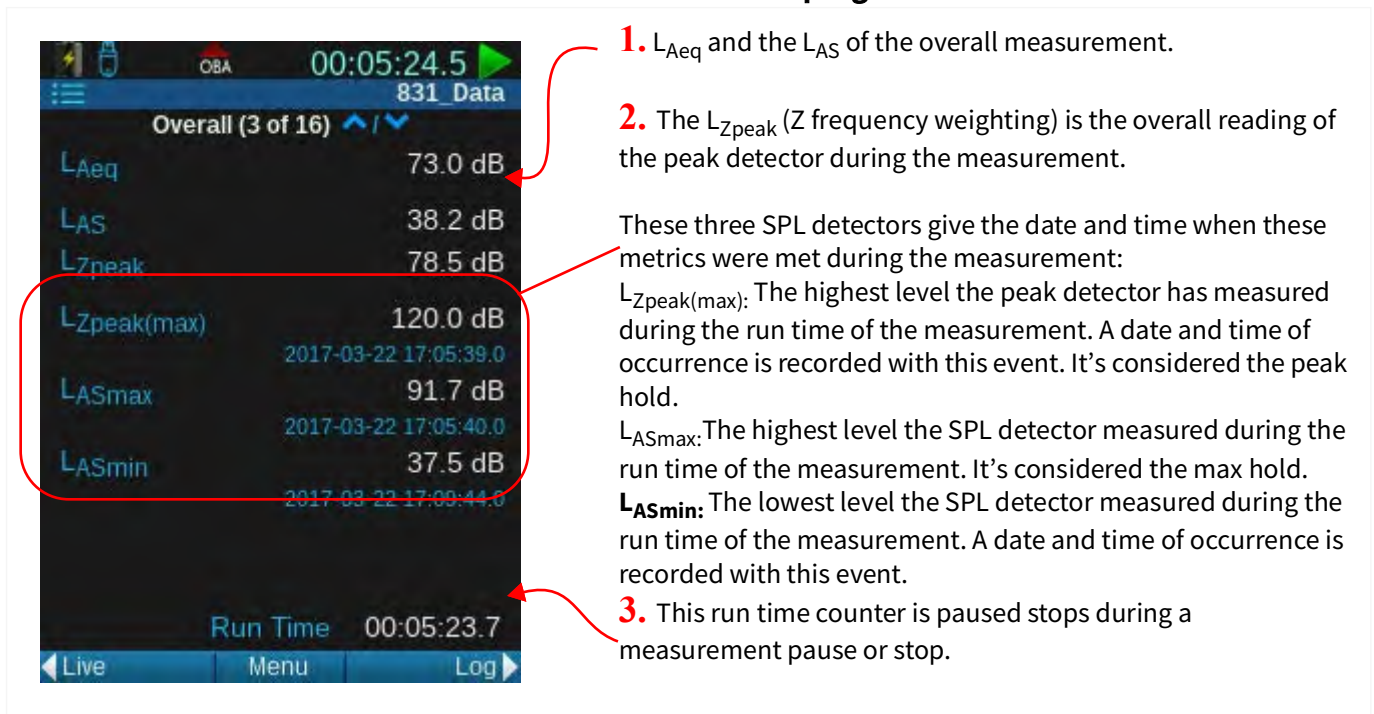 OBA 00:05:24.5
831_Data
Overall (3 of 16) /
LAeq 73.0 dB
LAS 38.2 dB
LZpeak 78.5 dB
LZpeak(max) 120.0 dB
2017-03-22 17:05:39.0
LASmax 91.7 dB
2017-03-22 17:05:40.0
LASmin 37.5 dB
2017-03-22 17:09:44.0
Run Time 00:05:23.7
Live Menu Log
1. LAeq and the LAS of the overall measurement.
2. The LZpeak (Z frequency weighting) is the overall reading of
the peak detector during the measurement.
These three SPL detectors give the date and time when these
metrics were met during the measurement:
LZpeak(max): The highest level the peak detector has measured
during the run time of the measurement. A date and time of
occurrence is recorded with this event. It’s considered the peak
hold.
LASmax:The highest level the SPL detector measured during the
run time of the measurement. It’s considered the max hold.
LASmin: The lowest level the SPL detector measured during the
run time of the measurement. A date and time of occurrence is
recorded with this event.
3. This run time counter is paused stops during a
measurement pause or stop.